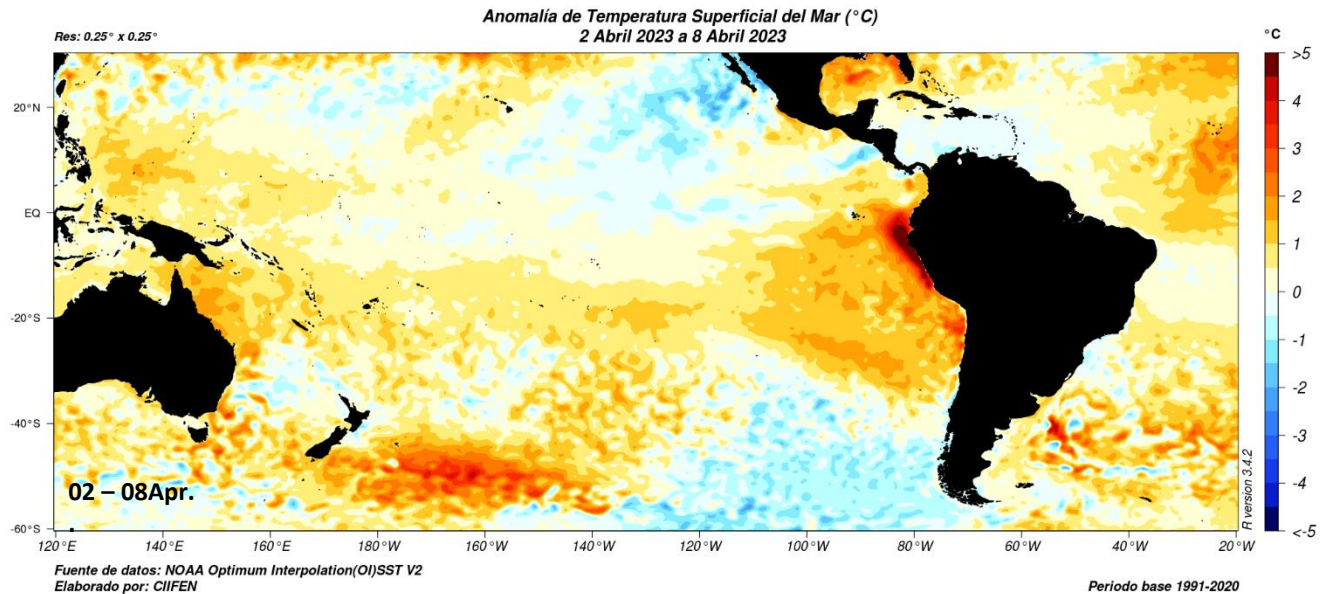 Anomalía de Temperatura Superficial del Mar (°C)
2 Abril 2023 a 8 Abril 2023
Res: 0.25° x 0.25°
°C
>5
4
3
2
1
0
-1
-2
-3
-4
<-5
20°N
EQ
-20°S
-40°S
-60°S
02 – 08Apr.
.
R version 3.4.2
120°E
140°E
160°E
180°E
160°W
140°W
120°W
100°W
80°W
60°W
40°W
20°W
Fuente de datos: NOAA Optimum Interpolation(OI)SST V2
Elaborado por: CIIFEN
Periodo base 1991-2020